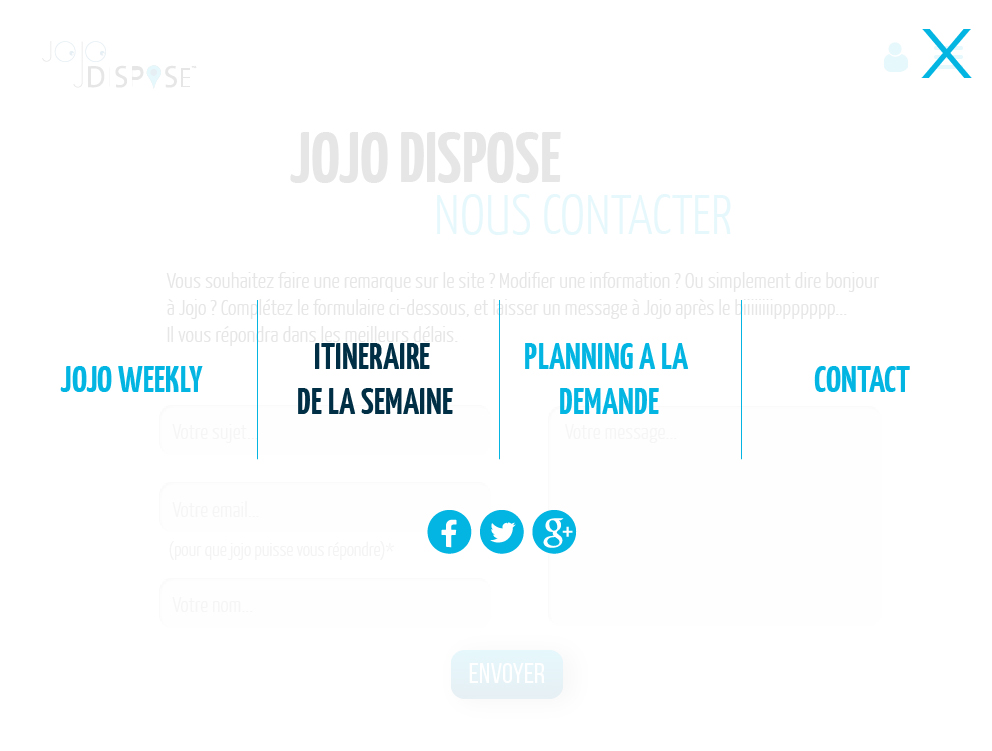 JOJO
DISPOSE
X
JOJO DISPOSE
NOUS CONTACTER
Vous souhaitez faire une remarque sur le site ? Modifier une information ? Ou simplement dire bonjour
à Jojo ? Complétez le formulaire ci-dessous, et laisser un message à Jojo après le biiiiiiiippppppp...
Il vous répondra dans les meilleurs délais.
JOJO WEEKLY
ITINERAIRE
DE LA SEMAINE
PLANNING A LA
DEMANDE
CONTACT
Votre sujet...
Votre message...
Votre email...
(pour que jojo puisse vous répondre)*
Votre nom...
ENVOYER